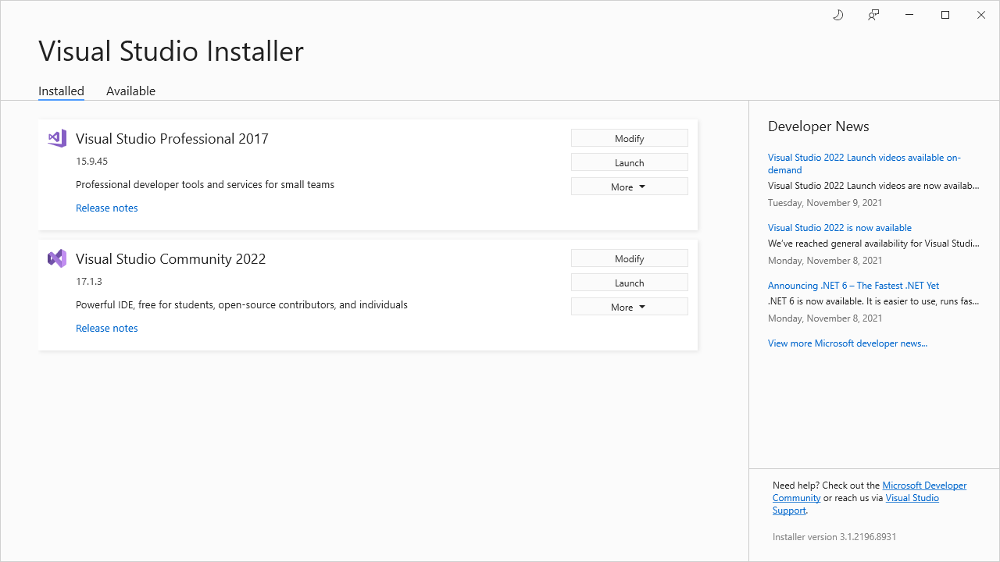 Visual Studio Installer
Installed
Available
Visual Studio Professional 2017
15.9.45
Professional developer tools and services for small teams
Release notes
Modify
Launch
More
Visual Studio Community 2022
17.1.3
Powerful IDE, free for students, open-source contributors, and individuals
Release notes
Modify
Launch
More
Developer News
Visual Studio 2022 Launch videos available on-
demand
Visual Studio 2022 Launch videos are now availab...
Tuesday, November 9, 2021
Visual Studio 2022 is now available
We've reached general availability for Visual Studi...
Monday, November 8, 2021
Announcing .NET 6 – The Fastest .NET Yet
.NET 6 is now available. It is easier to use, runs fas...
Monday, November 8, 2021
View more Microsoft developer news...
Need help? Check out the Microsoft Developer
Community or reach us via Visual Studio
Support.
Installer version 3.1.2196.8931